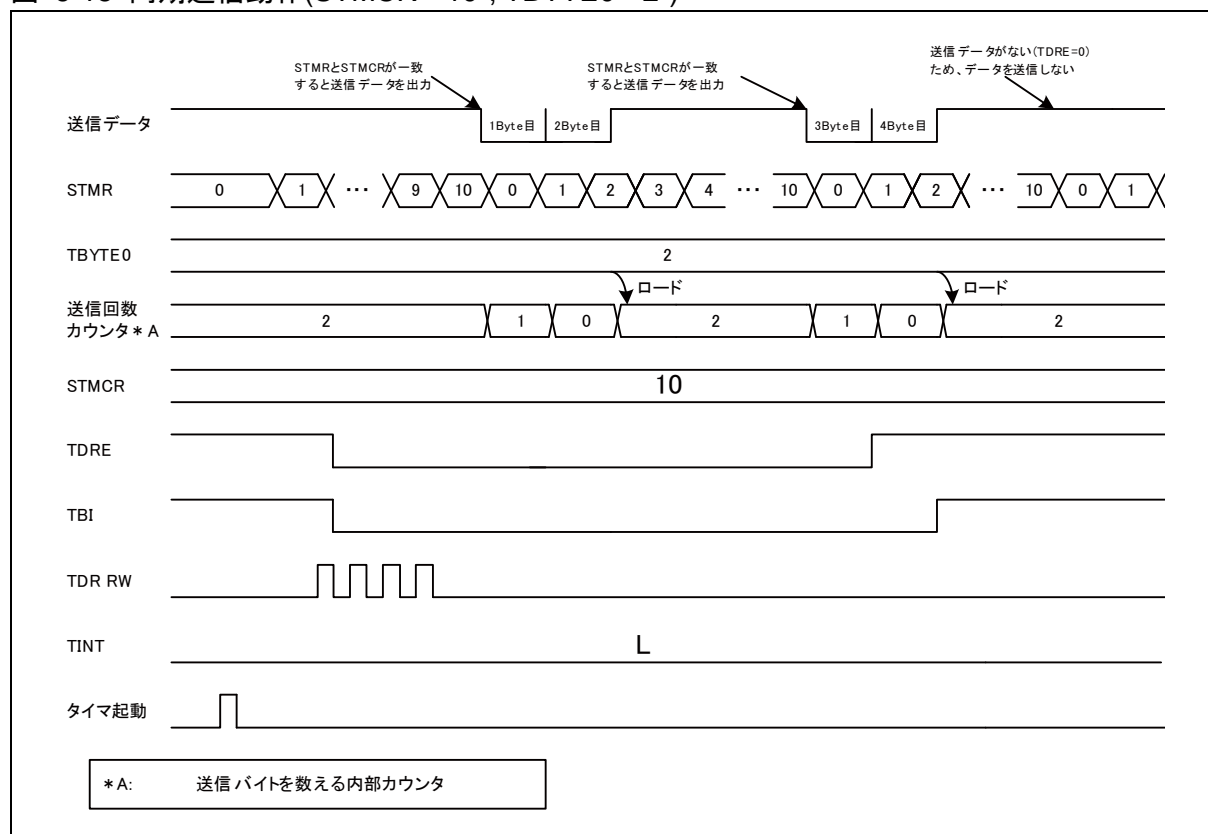 STMRとSTMCRが一致
すると送信データを出力
STMRとSTMCRが一致
すると送信データを出力
送信データがない(TDRE=0)
ため、データを送信しない
送信データ
1Byte目 2Byte目 3Byte目 4Byte目
STMR 0 1 ··· 9 10 0 1 2 3 4 ··· 10 0 1 2 ··· 10 0 1
TBYTE0 2
ロード ロード
送信回数
カウンタ*A 2 1 0 2 1 0 2
STMCR 10
TDRE
TBI
TDR RW
TINT L
タイマ起動
*A: 送信バイトを数える内部カウンタ